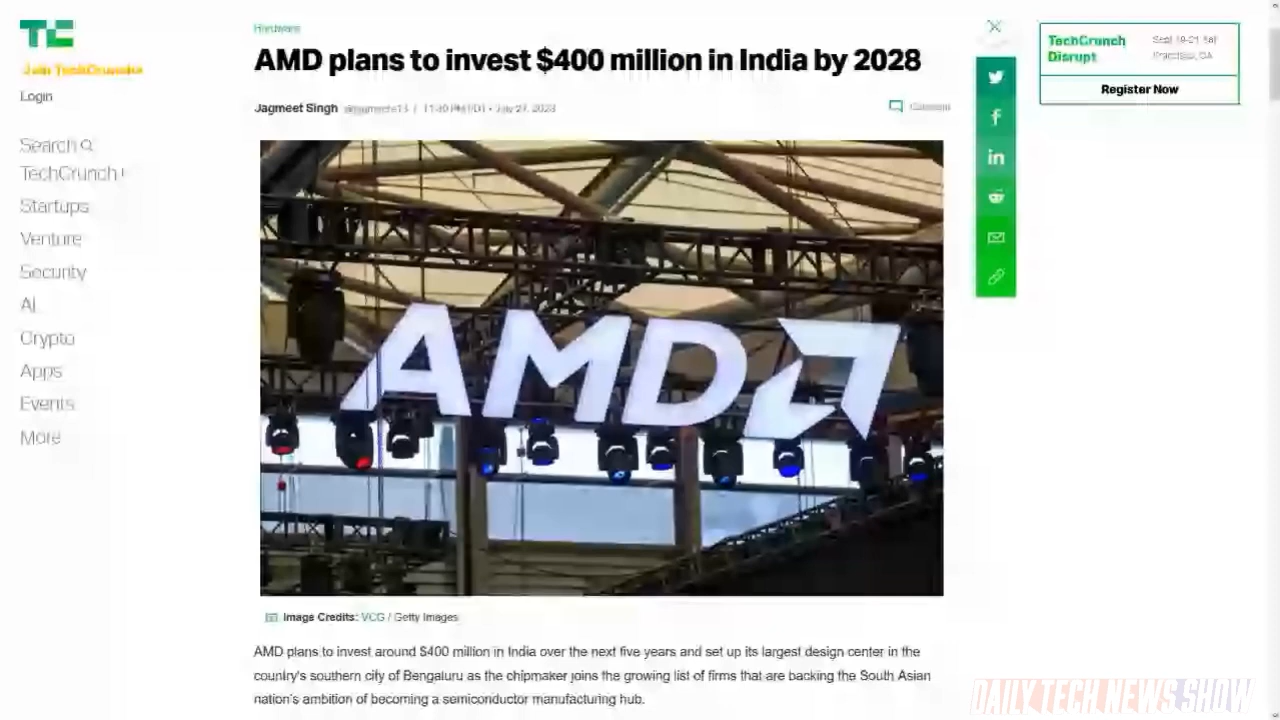 TC
Join TechCrunch+
Login
Search
TechCrunch+
Startups
Venture
Security
AI
Crypto
Apps
Events
More
Hardware
AMD plans to invest $400 million in India by 2028
Jagmeet Singh
Comment
AMD
Image Credits: VCG / Getty Images
AMD plans to invest around $400 million in India over the next five years and set up its largest design center in the
country's southern city of Bengaluru as the chipmaker joins the growing list of firms that are backing the South Asian
nation's ambition of becoming a semiconductor manufacturing hub.
TechCrunch
Disrupt
Register Now
DAILY TECH NEWS SHOW